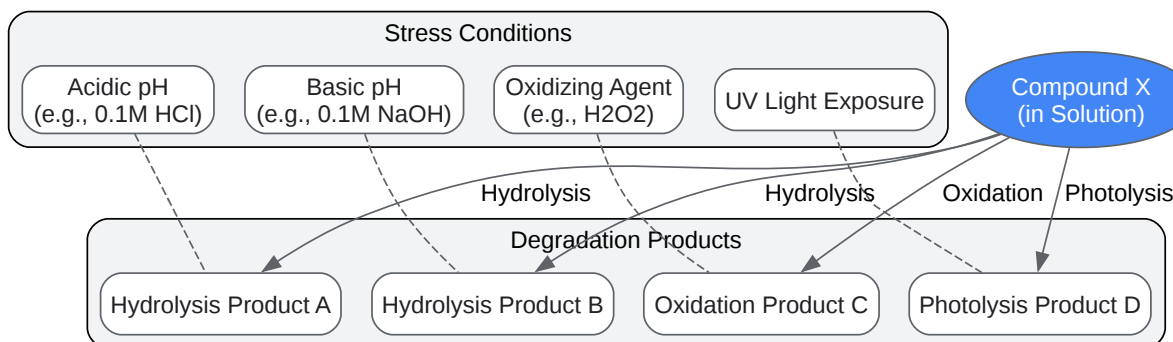 Stress Conditions
Acidic pH
(e.g., 0.1M HCl)
Basic pH
(e.g., 0.1M NaOH)
Oxidizing Agent
(e.g., H2O2)
UV Light Exposure
Compound X
(in Solution)
Hydrolysis
Hydrolysis
Oxidation
Photolysis
Degradation Products
Hydrolysis Product A
Hydrolysis Product B
Oxidation Product C
Photolysis Product D